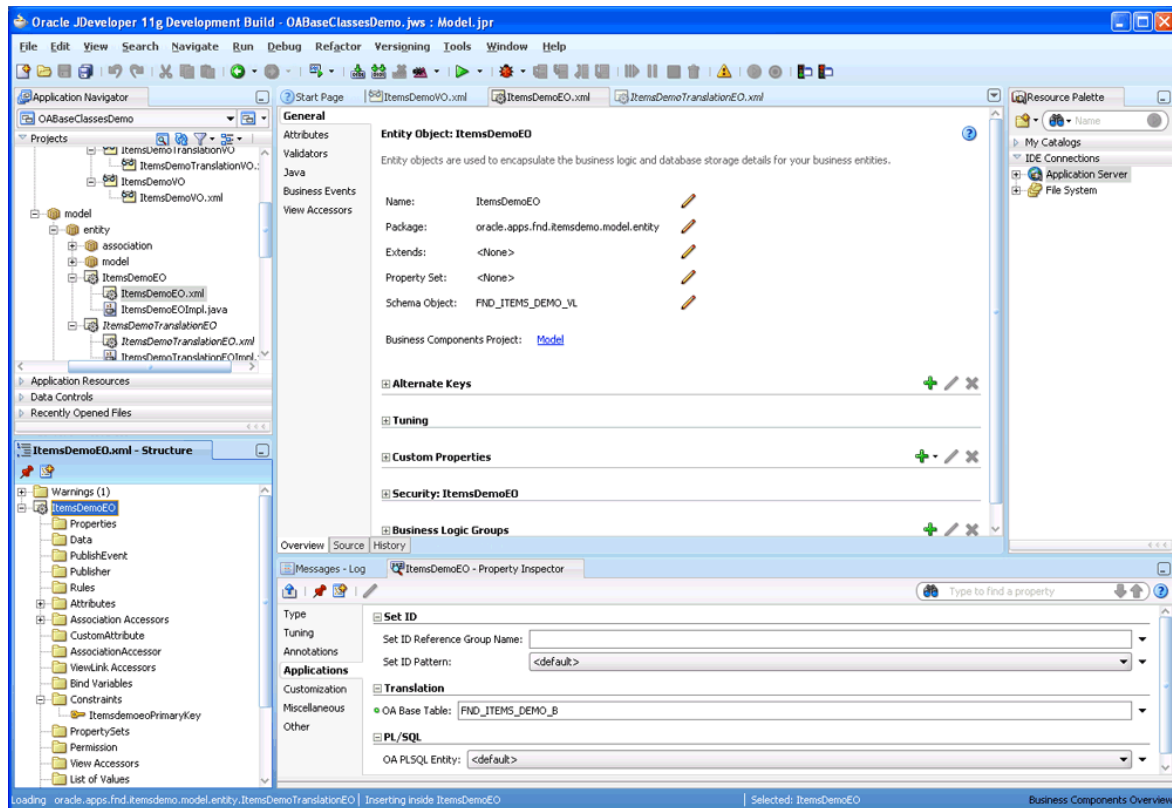 Oracle JDeveloper 11g Development Build - OABaseClassesDemo.jws : Model.jpr
File Edit View Search Navigate Run Debug Refactor Versioning Tools Window Help
Application Navigator
OABaseClassesDemo
Projects
ItemsDemoTranslationVO
ItemsDemoTranslationVO.
ItemsDemoVO
ItemsDemoVO.xml
model
entity
association
model
ItemsDemoEO
ItemsDemoEO.xml
ItemsDemoEOImpl.java
ItemsDemoTranslationEO
ItemsDemoTranslationEO.xml
ItemsDemoTranslationEOImpl.
Application Resources
Data Controls
Recently Opened Files
ItemsDemoEO.xml - Structure
Warnings (1)
ItemsDemoEO
Properties
Data
PublishEvent
Publisher
Rules
Attributes
Association Accessors
CustomAttribute
AssociationAccessor
ViewLink Accessors
Bind Variables
Constraints
ItemsdemoeoPrimaryKey
PropertySets
Permission
View Accessors
List of Values
Start Page ItemsDemoVO.xml ItemsDemoEO.xml ItemsDemoTranslationEO.xml
General
Attributes
Validators
Java
Business Events
View Accessors
Entity Object: ItemsDemoEO
Entity objects are used to encapsulate the business logic and database storage details for your business entities.
Name: ItemsDemoEO
Package: oracle.apps.fnd.itemsdemo.model.entity
Extends: <None>
Property Set: <None>
Schema Object: FND_ITEMS_DEMO_VL
Business Components Project: Model
Alternate Keys
Tuning
Custom Properties
Security: ItemsDemoEO
Business Logic Groups
Overview Source History
Resource Palette
Name
My Catalogs
IDE Connections
Application Server
File System
Messages - Log ItemsDemoEO - Property Inspector
Type to find a property
Type
Tuning
Annotations
Applications
Customization
Miscellaneous
Other
Set ID
Set ID Reference Group Name:
Set ID Pattern: <default>
Translation
OA Base Table: FND_ITEMS_DEMO_B
PL/SQL
OA PLSQL Entity: <default>
Loading oracle.apps.fnd.itemsdemo.model.entity.ItemsDemoTranslationEO Inserting inside ItemsDemoEO Selected: ItemsDemoEO Business Components Overview